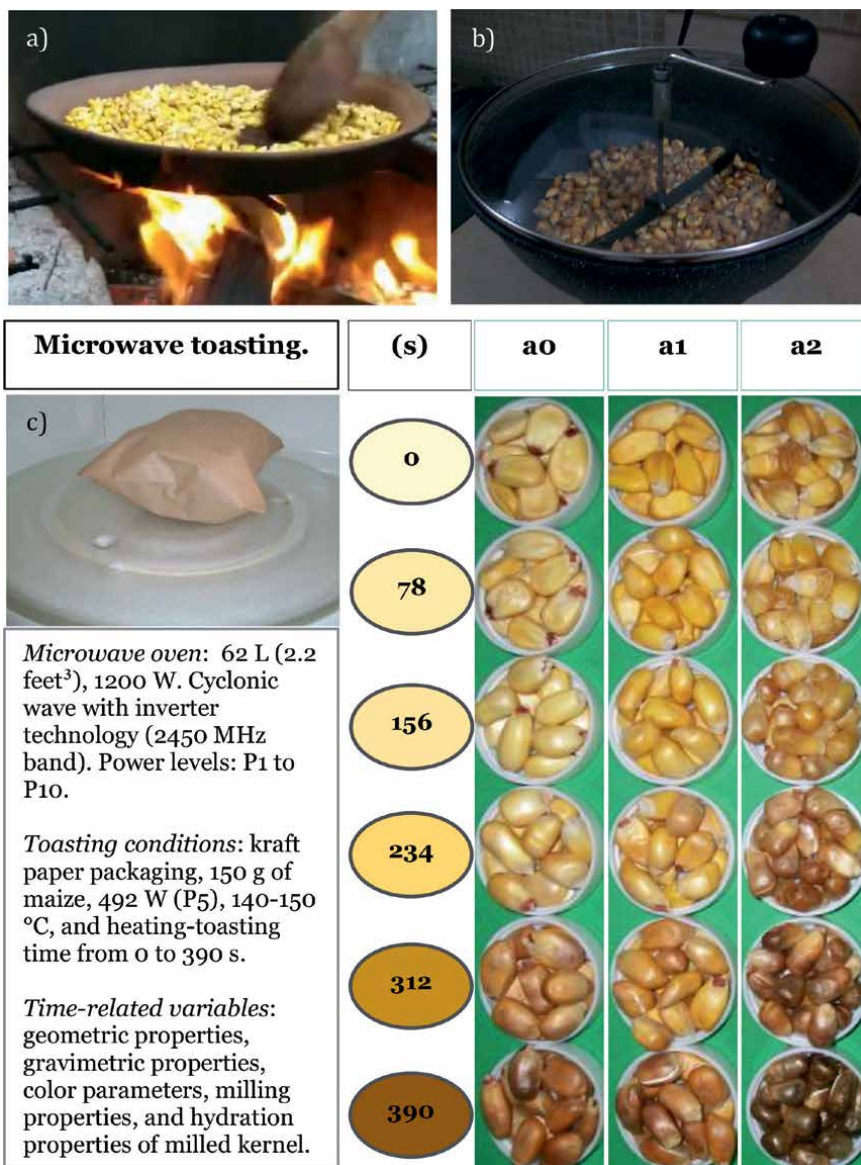 a)
b)
Microwave toasting.
(s)
a0
a1
a2
c)
0
78
156
234
312
390
Microwave oven: 62 L (2.2
feet³), 1200 W. Cyclonic
wave with inverter
technology (2450 MHz
band). Power levels: P1 to
P10.
Toasting conditions: kraft
paper packaging, 150 g of
maize, 492 W (P5), 140-150
°C, and heating-toasting
time from 0 to 390 s.
Time-related variables:
geometric properties,
gravimetric properties,
color parameters, milling
properties, and hydration
properties of milled kernel.